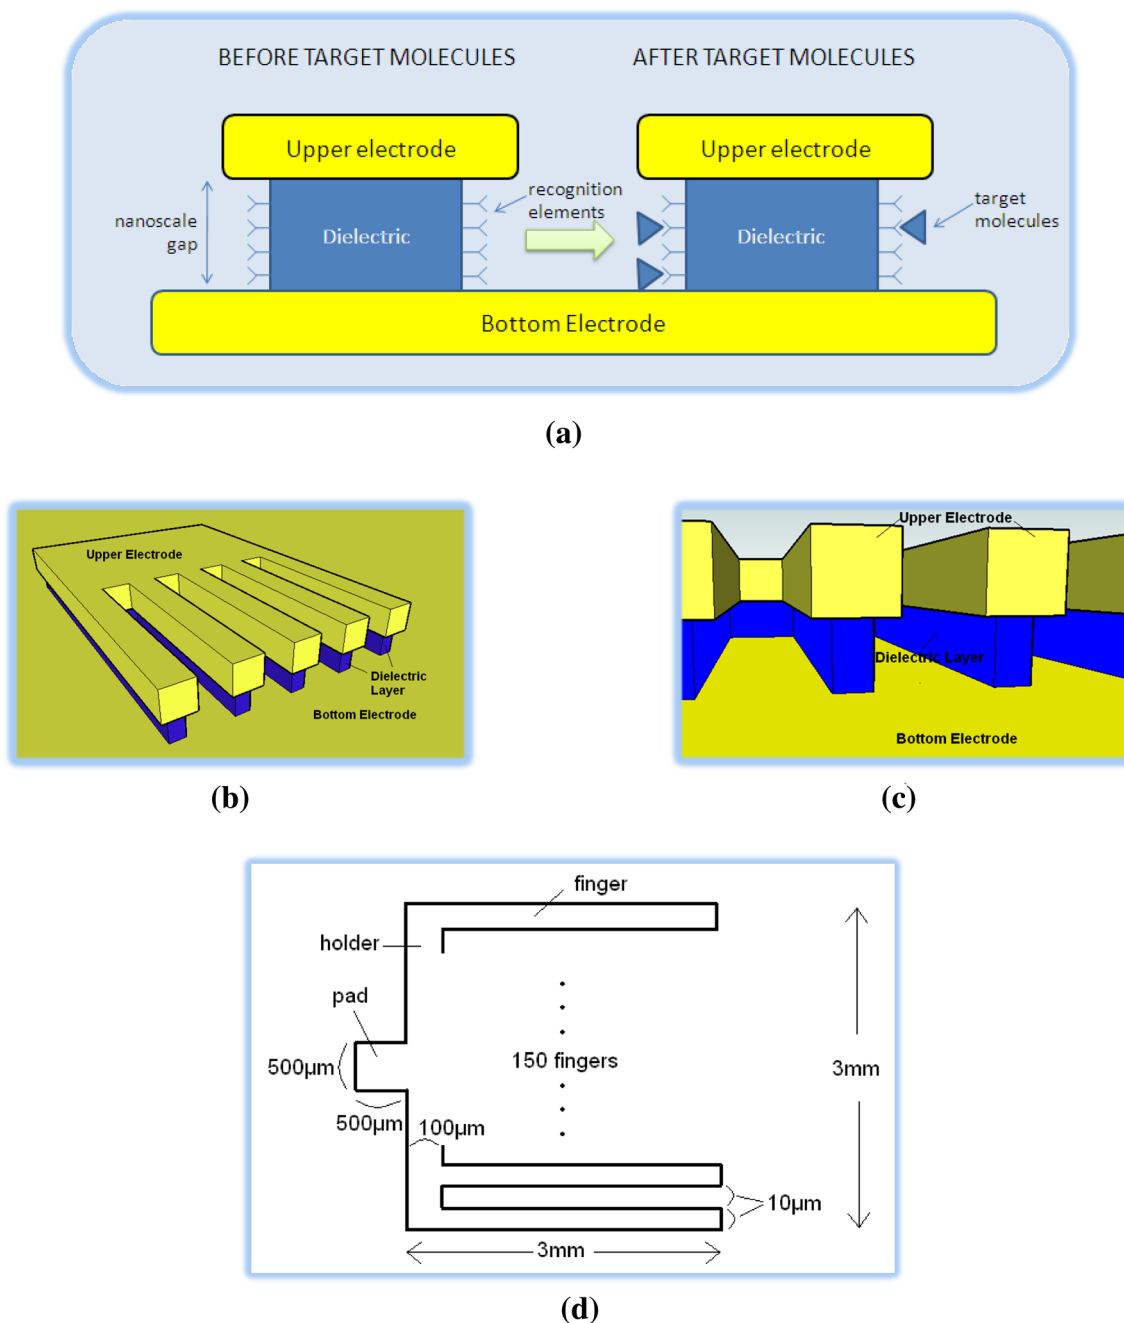 BEFORE TARGET MOLECULES
AFTER TARGET MOLECULES
Upper electrode
Upper electrode
nanoscale
gap
Dielectric
recognition
elements
Dielectric
target
molecules
Bottom Electrode
(a)
Upper Electrode
Dielectric
Layer
Bottom Electrode
(b)
Upper Electrode
Dielectric Layer
Bottom Electrode
(c)
finger
holder
pad
500µm
150 fingers
3mm
500µm
100µm
10µm
3mm
(d)